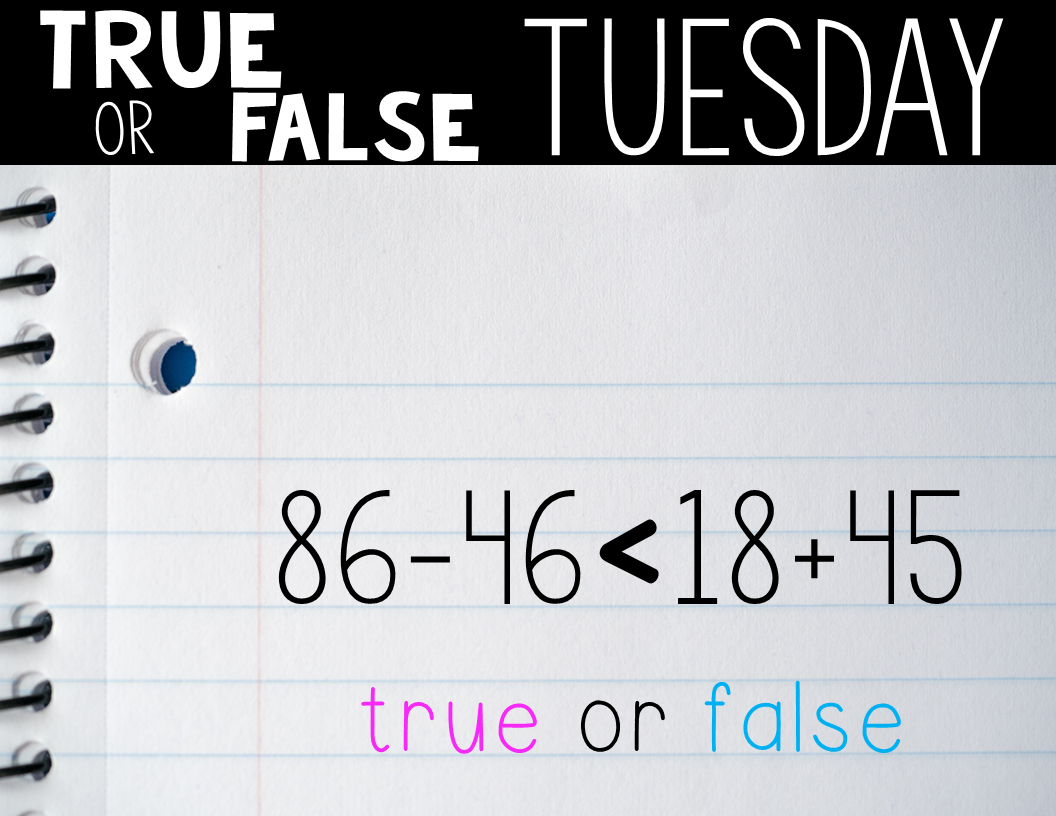 TRUE
OR FALSE
TUESDAY
86-46<18+45
true or false